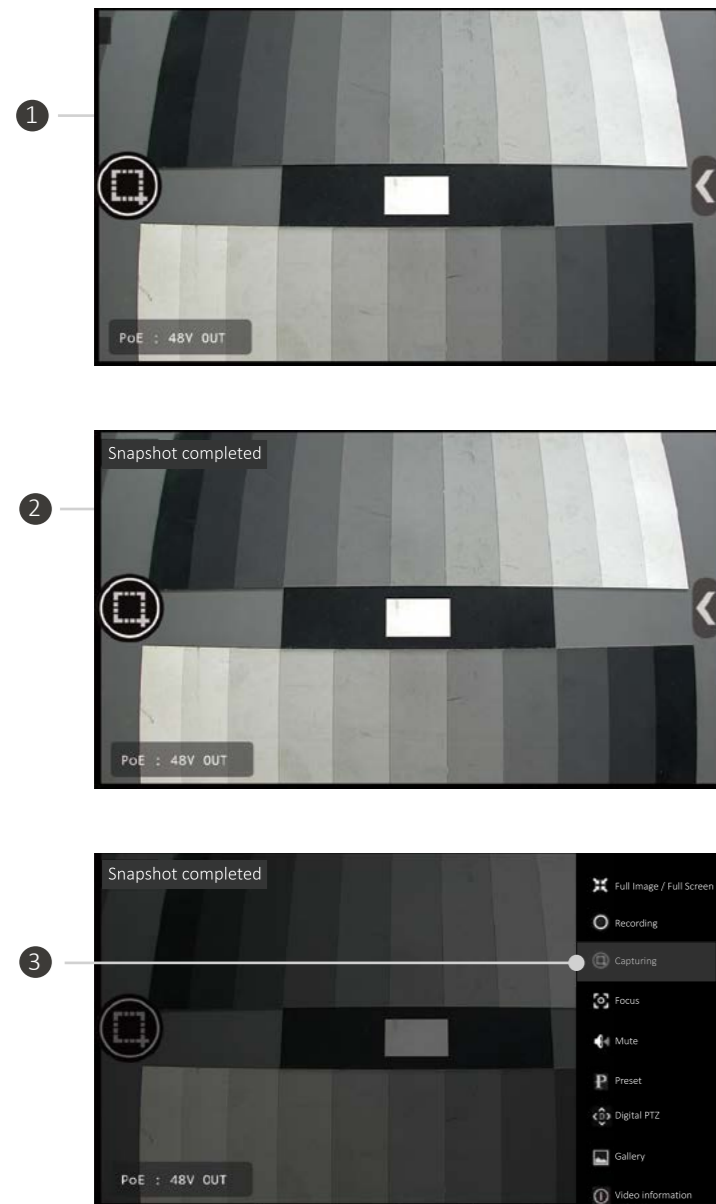 1
PoE : 48V OUT
Snapshot completed
2
PoE : 48V OUT
Snapshot completed
Full Image / Full Screen
Recording
3
Capturing
Focus
Mute
P Preset
D Digital PTZ
Gallery
PoE : 48V OUT
Video information